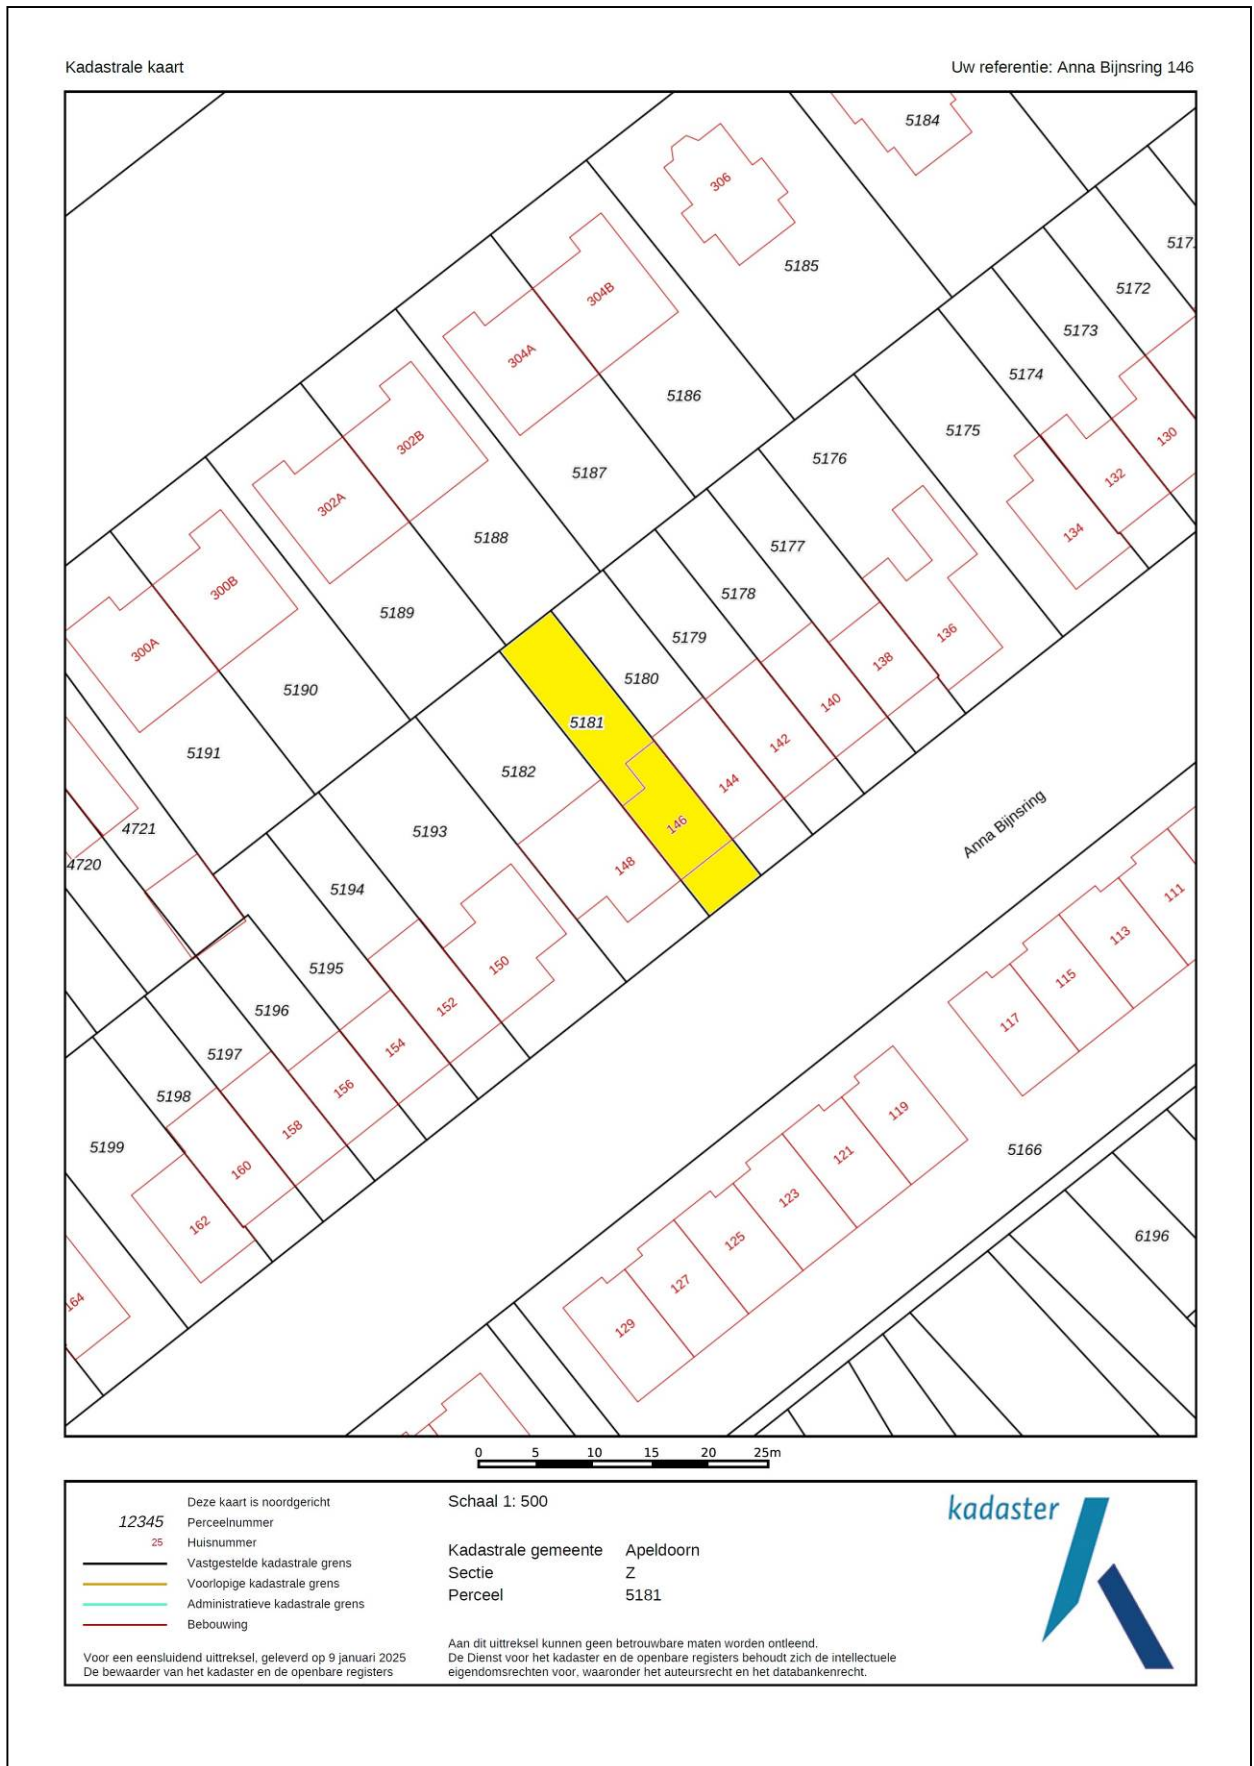 Kadastrale kaart
Uw referentie: Anna Bijnsring 146
5184
306
5185
5172
5173
304B
304A
5174
5186
5175
302B
5176
130
5187
132
302A
134
5188
5177
300B
5178
5189
5179
136
300A
138
5180
5190
140
5181
5191
142
5182
144
146
4721
5193
Anna Bijnsring
4720
148
5194
111
113
5195
150
115
5196
152
117
154
5197
156
5198
119
158
5199
121
5166
160
123
162
125
6196
127
164
129
0 5 10 15 20 25m
Deze kaart is noordgericht
12345 Perceelnummer
25 Huisnummer
Vastgestelde kadastrale grens
Voorlopige kadastrale grens
Administratieve kadastrale grens
Bebouwing
Voor een eensluidend uittreksel, geleverd op 9 januari 2025
De bewaarder van het kadaster en de openbare registers
Schaal 1: 500
Kadastrale gemeente Apeldoorn
Sectie Z
Perceel 5181
Aan dit uittreksel kunnen geen betrouwbare maten worden ontleend.
De Dienst voor het kadaster en de openbare registers behoudt zich de intellectuele
eigendomsrechten voor, waaronder het auteursrecht en het databankenrecht.
kadaster